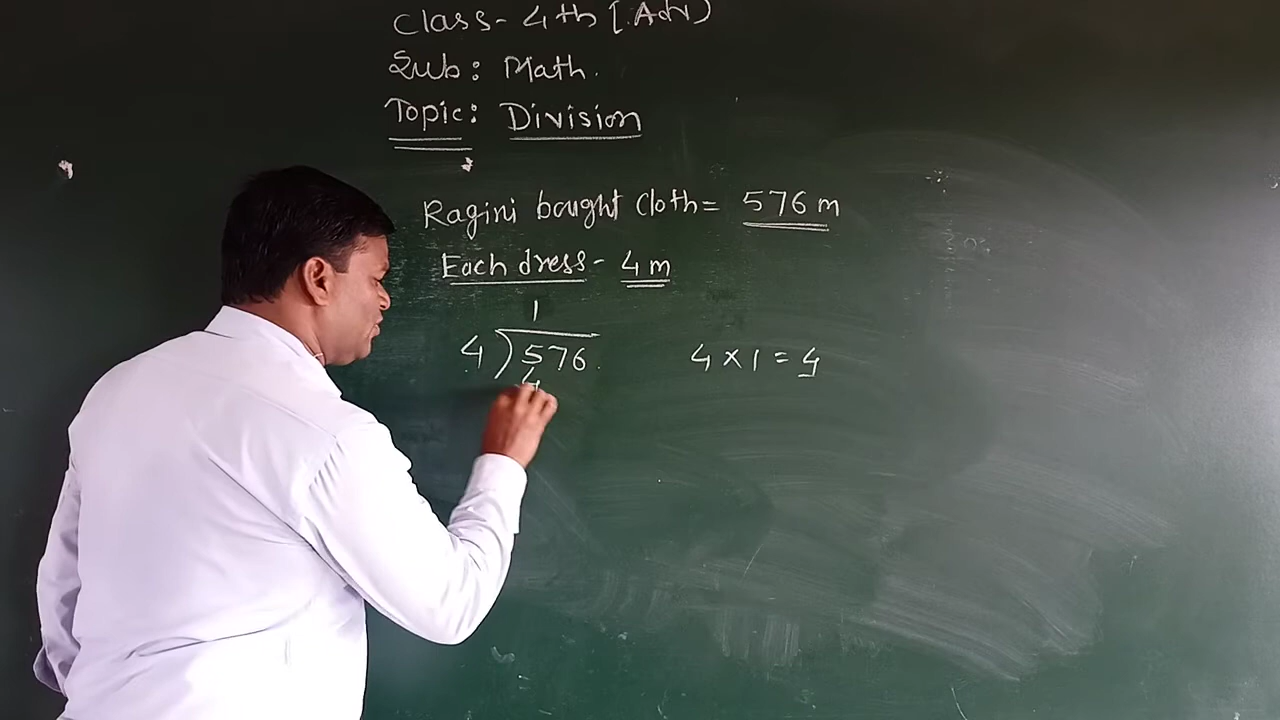 Class- 4th (Adv)
Sub: Math.
Topic: Division
Ragini bought cloth= 576 m
Each dress- 4 m
1
4)576
4
4 × 1 = 4